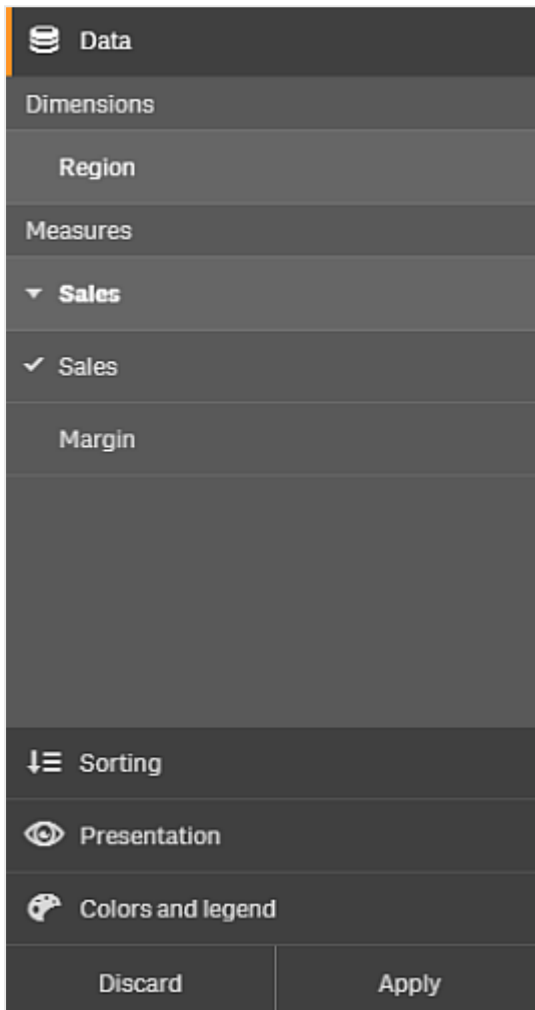 Data
Dimensions
Region
Measures
Sales
Sales
Margin
Sorting
Presentation
Colors and legend
Discard Apply